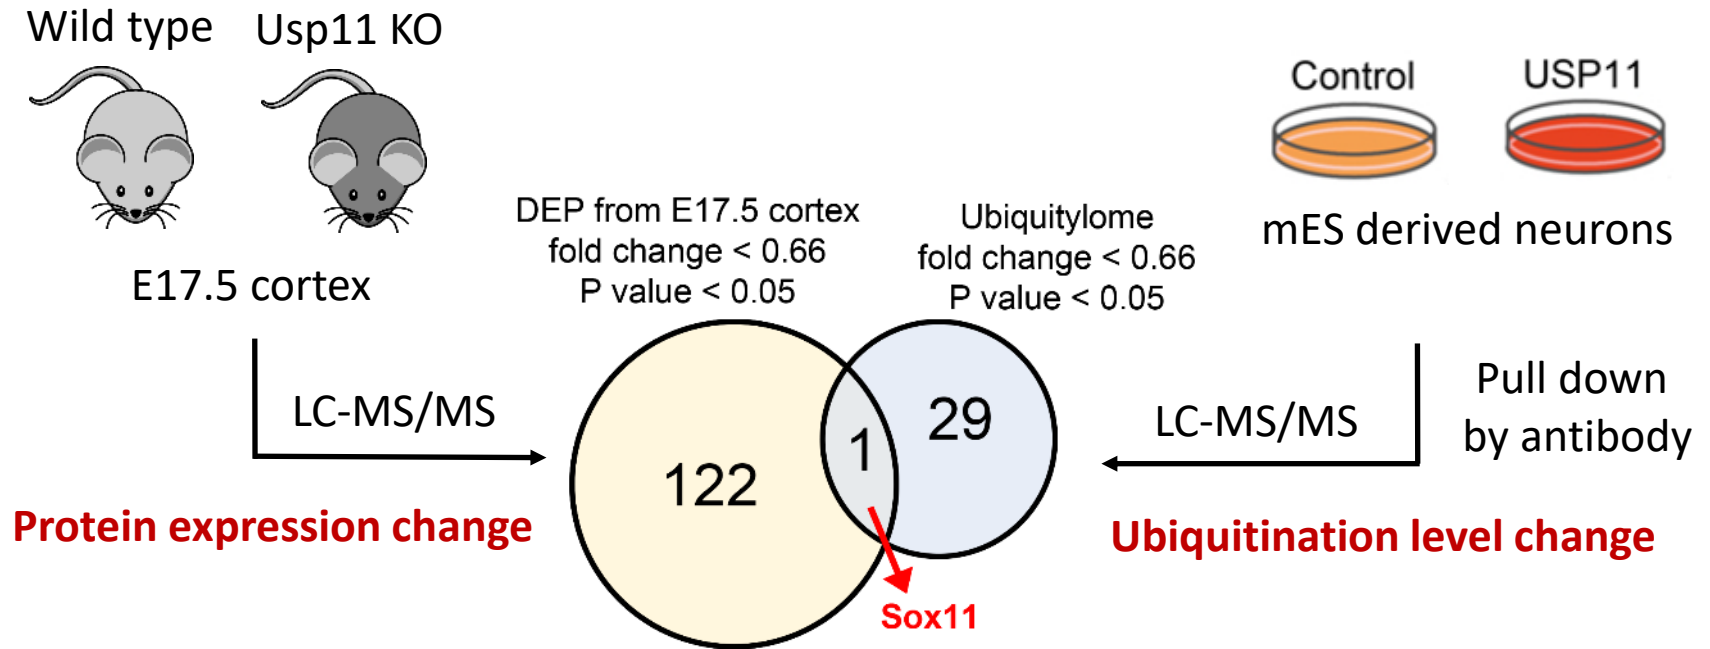 Wild type
Usp11 KO
E17.5 cortex
LC-MS/MS
Protein expression change
DEP from E17.5 cortex
fold change < 0.66
P value < 0.05
Ubiquitylome
fold change < 0.66
P value < 0.05
122
1
29
Sox11
Control
USP11
mES derived neurons
LC-MS/MS
Pull down
by antibody
Ubiquitination level change